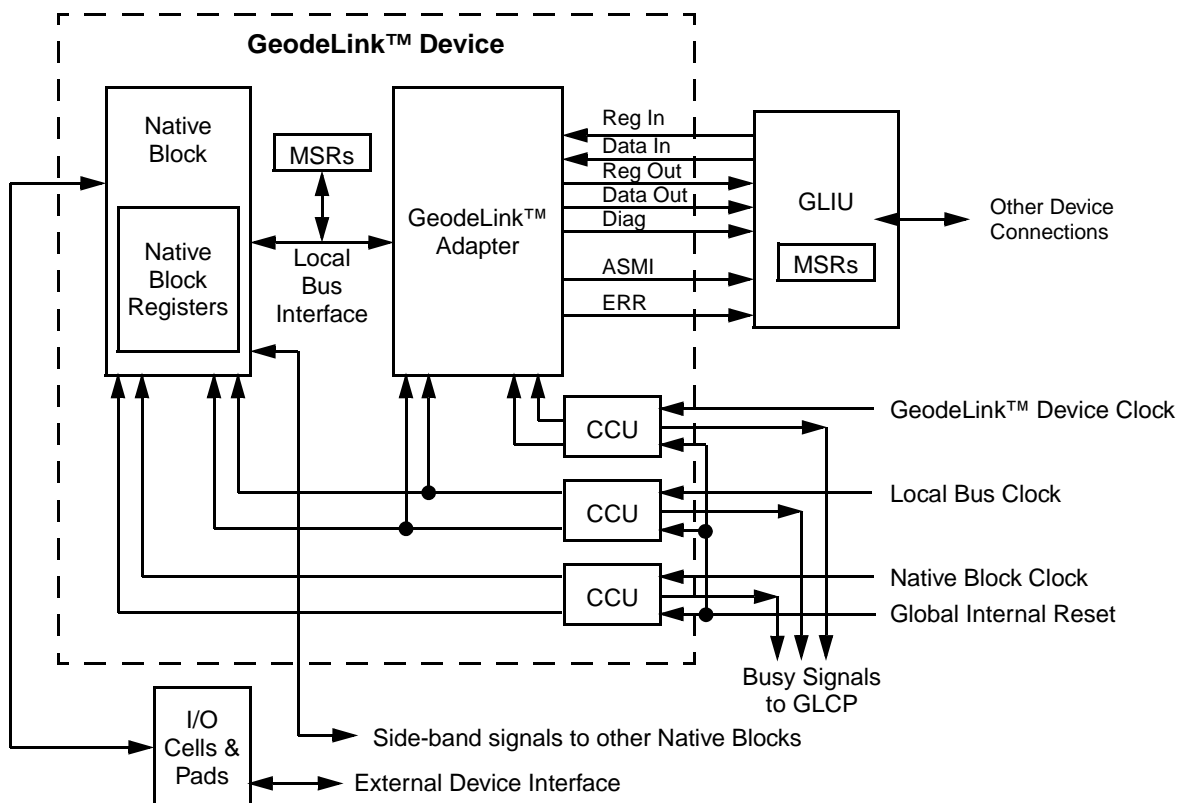 GeodeLink™ Device
Native
Block
MSRs
Native
Block
Registers
Local
Bus
Interface
GeodeLink™
Adapter
Reg In
Data In
Reg Out
Data Out
Diag
ASMI
ERR
GLIU
MSRs
Other Device
Connections
CCU
GeodeLink™ Device Clock
CCU
Local Bus Clock
CCU
Native Block Clock
Global Internal Reset
Busy Signals
to GLCP
I/O
Cells &
Pads
Side-band signals to other Native Blocks
External Device Interface